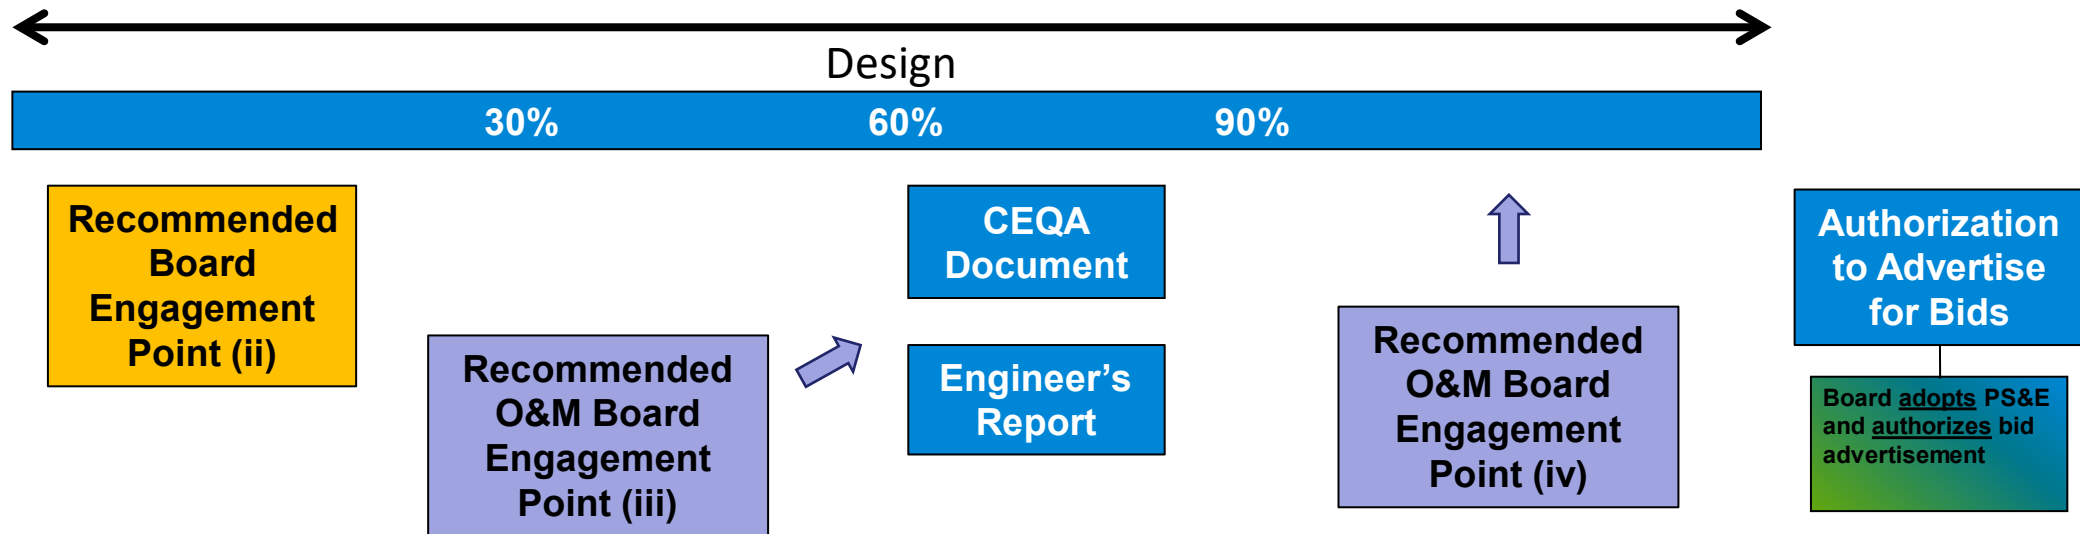 Design
30% 60% 90%
Recommended
Board
Engagement
Point (ii)
Recommended
O&M Board
Engagement
Point (iii)
CEQA
Document
Engineer’s
Report
Recommended
O&M Board
Engagement
Point (iv)
Authorization
to Advertise
for Bids
Board adopts PS&E
and authorizes bid
advertisement